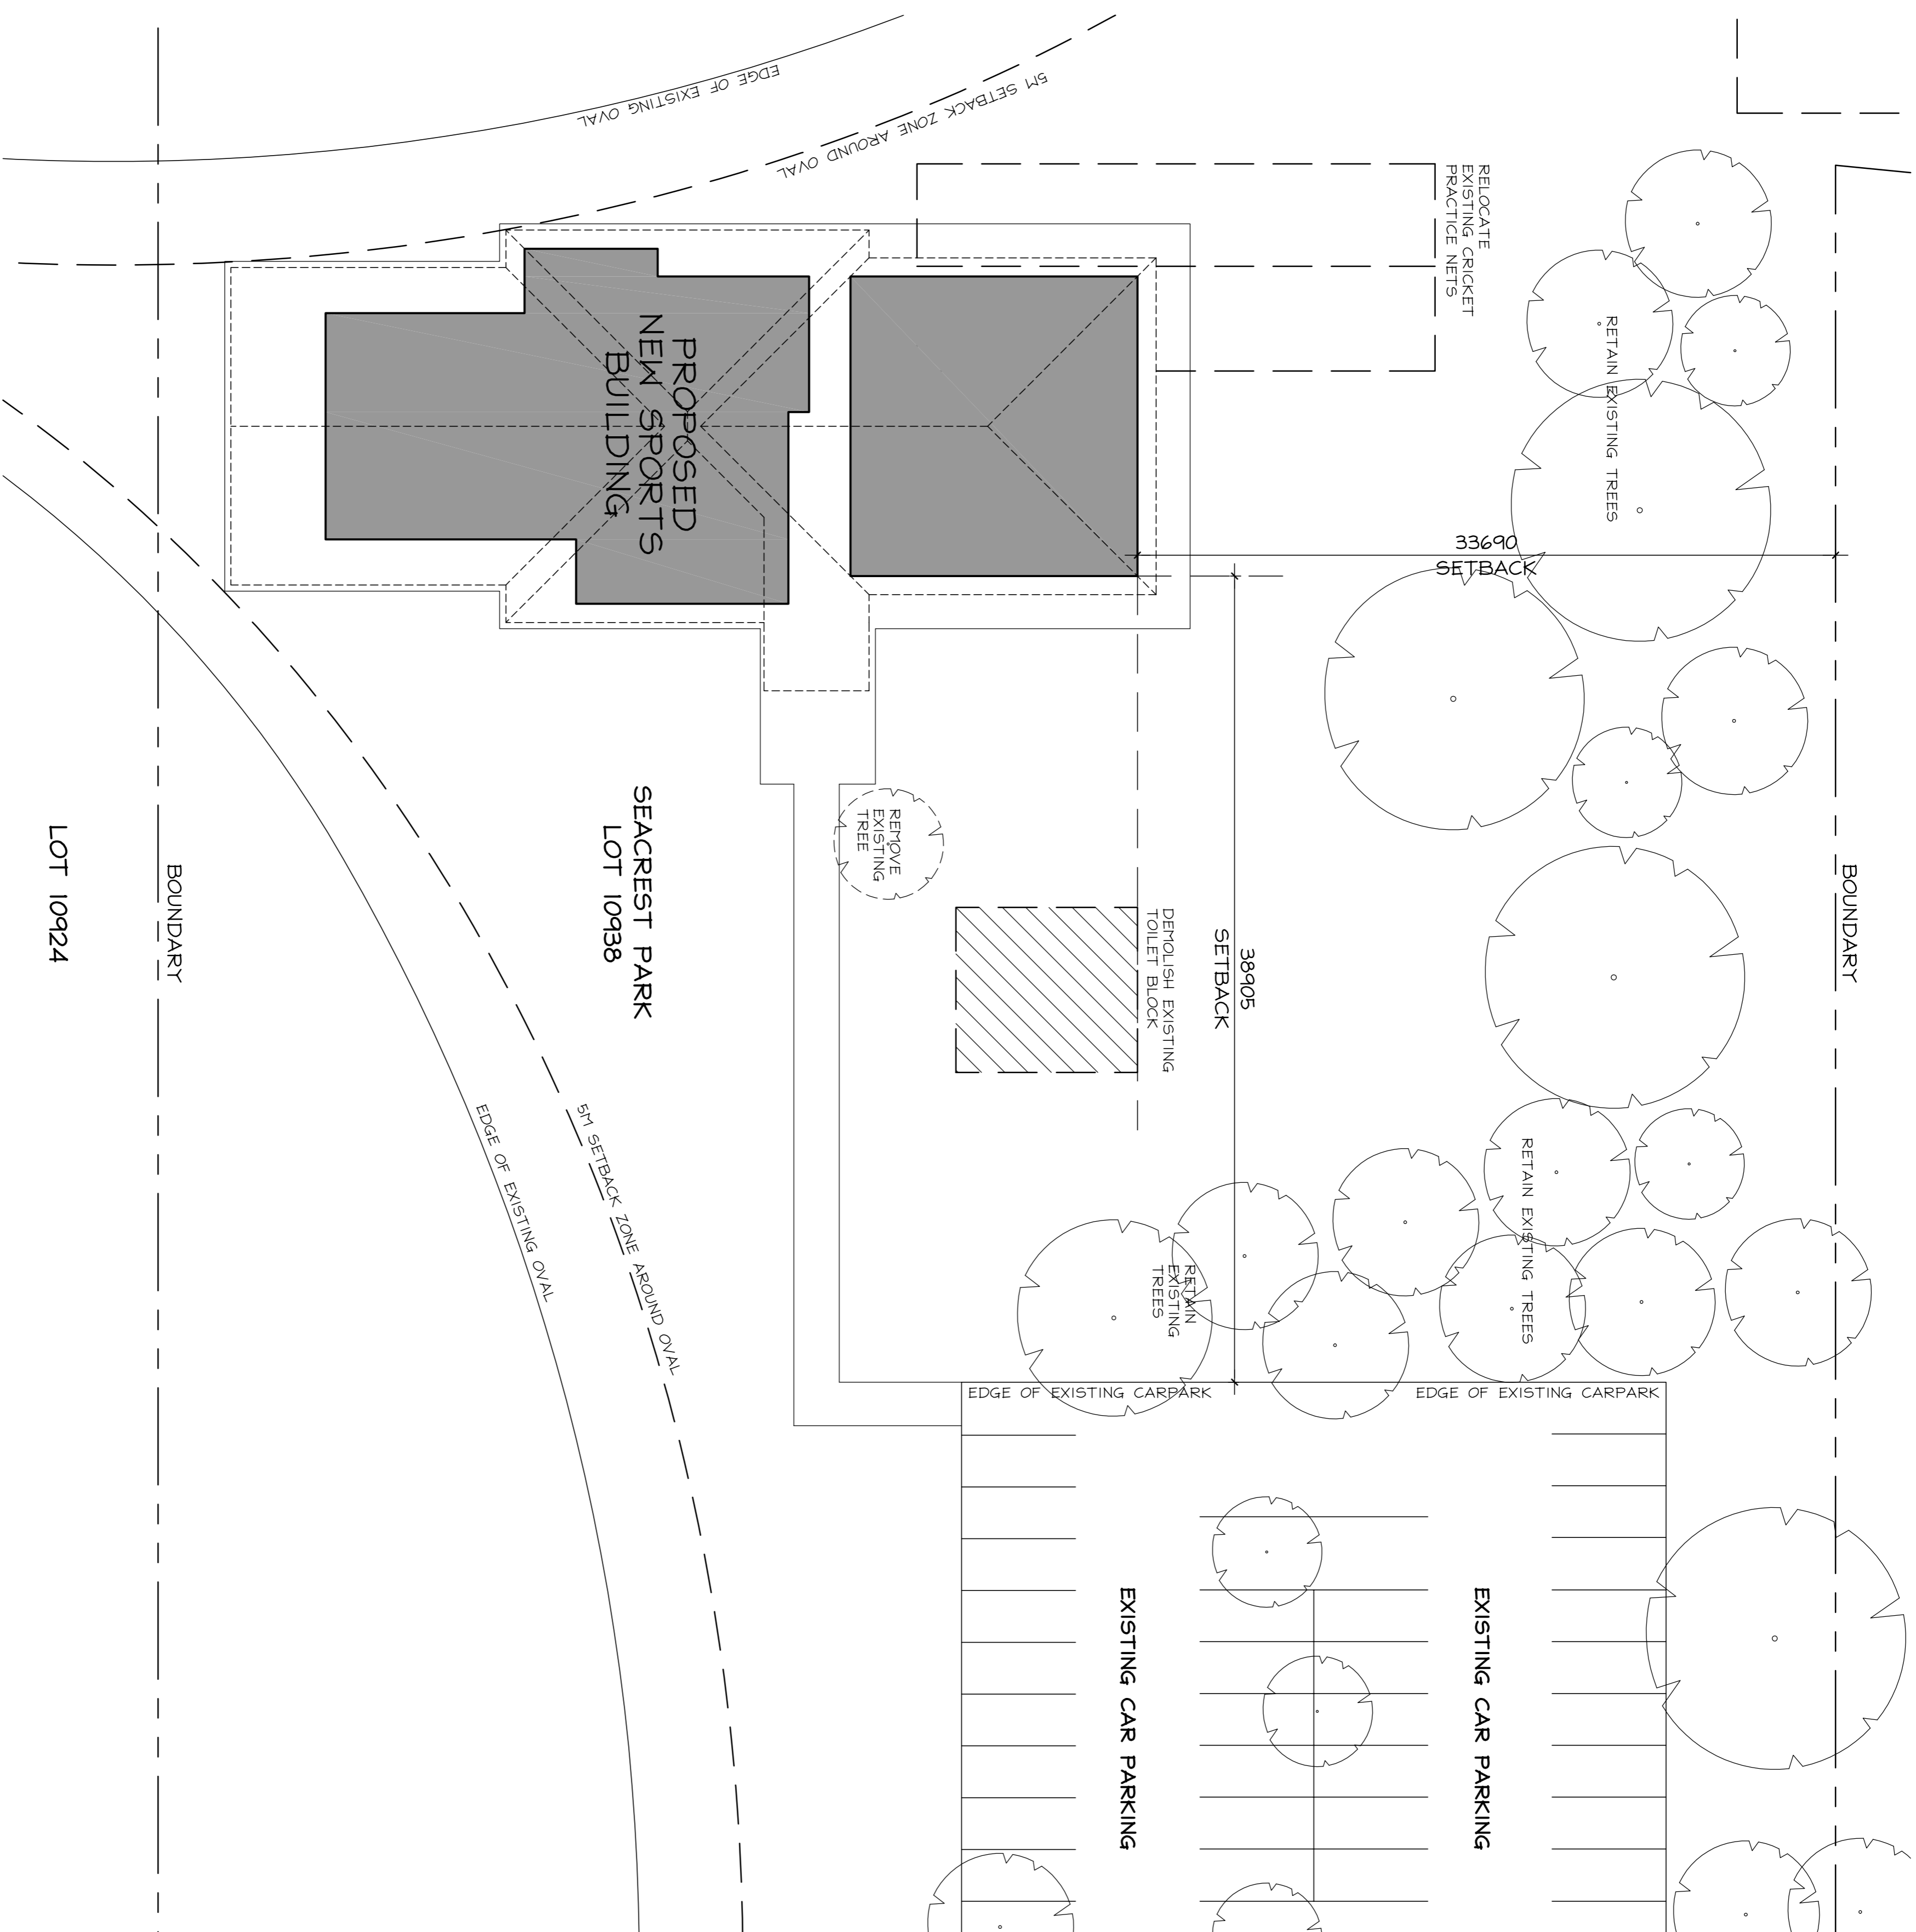 EDGE OF EXISTING OVAL
5M SETBACK ZONE AROUND OVAL
RELOCATE
EXISTING CRICKET
PRACTICE NETS
RETAIN EXISTING TREES
PROPOSED
NEW SPORTS
BUILDING
33690
SETBACK
SEACREST PARK
LOT 10938
LOT 10924
BOUNDARY
REMOVE
EXISTING
TREE
DEMOLISH EXISTING
TOILET BLOCK
38905
SETBACK
BOUNDARY
EDGE OF EXISTING OVAL
5M SETBACK ZONE AROUND OVAL
RETAIN
EXISTING
TREES
RETAIN EXISTING TREES
EDGE OF EXISTING CARPARK
EDGE OF EXISTING CARPARK
EXISTING CAR PARKING
EXISTING CAR PARKING